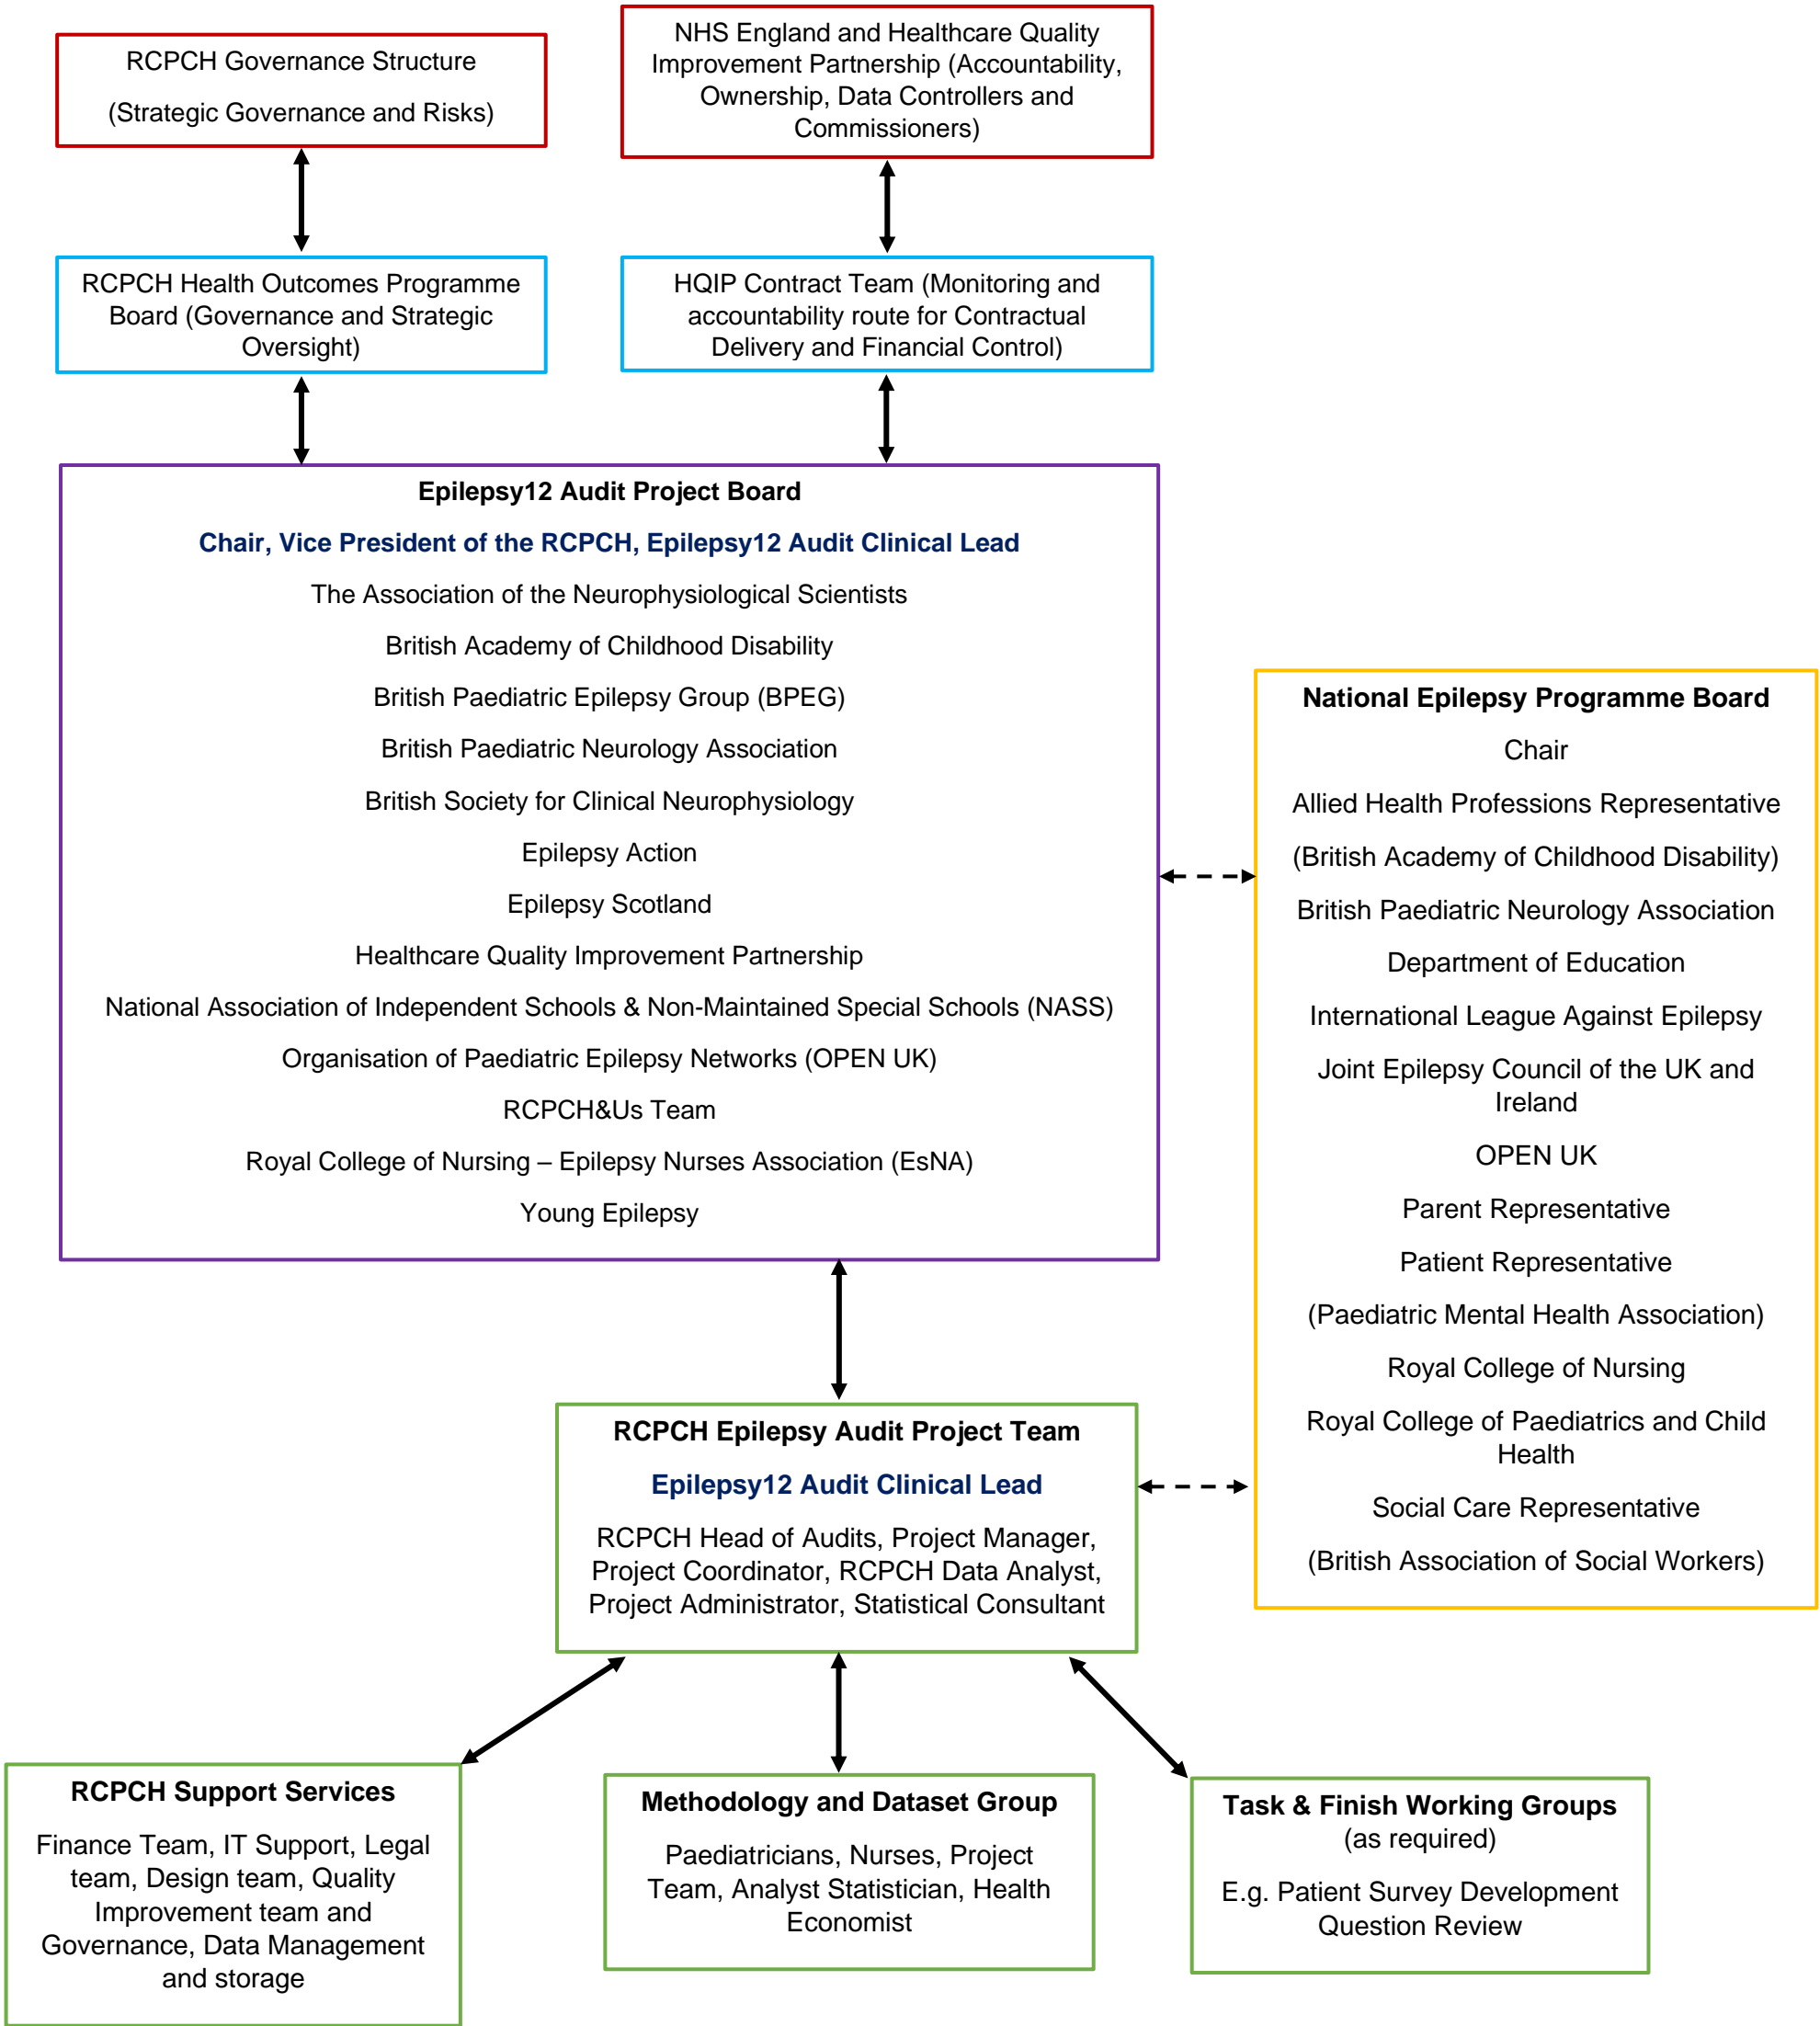 RCPCH Governance Structure
(Strategic Governance and Risks)
NHS England and Healthcare Quality
Improvement Partnership (Accountability,
Ownership, Data Controllers and
Commissioners)
RCPCH Health Outcomes Programme
Board (Governance and Strategic
Oversight)
HQIP Contract Team (Monitoring and
accountability route for Contractual
Delivery and Financial Control)
Epilepsy12 Audit Project Board
Chair, Vice President of the RCPCH, Epilepsy12 Audit Clinical Lead
The Association of the Neurophysiological Scientists
British Academy of Childhood Disability
British Paediatric Epilepsy Group (BPEG)
British Paediatric Neurology Association
British Society for Clinical Neurophysiology
Epilepsy Action
Epilepsy Scotland
Healthcare Quality Improvement Partnership
National Association of Independent Schools & Non-Maintained Special Schools (NASS)
Organisation of Paediatric Epilepsy Networks (OPEN UK)
RCPCH&Us Team
Royal College of Nursing – Epilepsy Nurses Association (EsNA)
Young Epilepsy
National Epilepsy Programme Board
Chair
Allied Health Professions Representative
(British Academy of Childhood Disability)
British Paediatric Neurology Association
Department of Education
International League Against Epilepsy
Joint Epilepsy Council of the UK and
Ireland
OPEN UK
Parent Representative
Patient Representative
(Paediatric Mental Health Association)
Royal College of Nursing
Royal College of Paediatrics and Child
Health
Social Care Representative
(British Association of Social Workers)
RCPCH Epilepsy Audit Project Team
Epilepsy12 Audit Clinical Lead
RCPCH Head of Audits, Project Manager,
Project Coordinator, RCPCH Data Analyst,
Project Administrator, Statistical Consultant
RCPCH Support Services
Finance Team, IT Support, Legal
team, Design team, Quality
Improvement team and
Governance, Data Management
and storage
Methodology and Dataset Group
Paediatricians, Nurses, Project
Team, Analyst Statistician, Health
Economist
Task & Finish Working Groups
(as required)
E.g. Patient Survey Development
Question Review